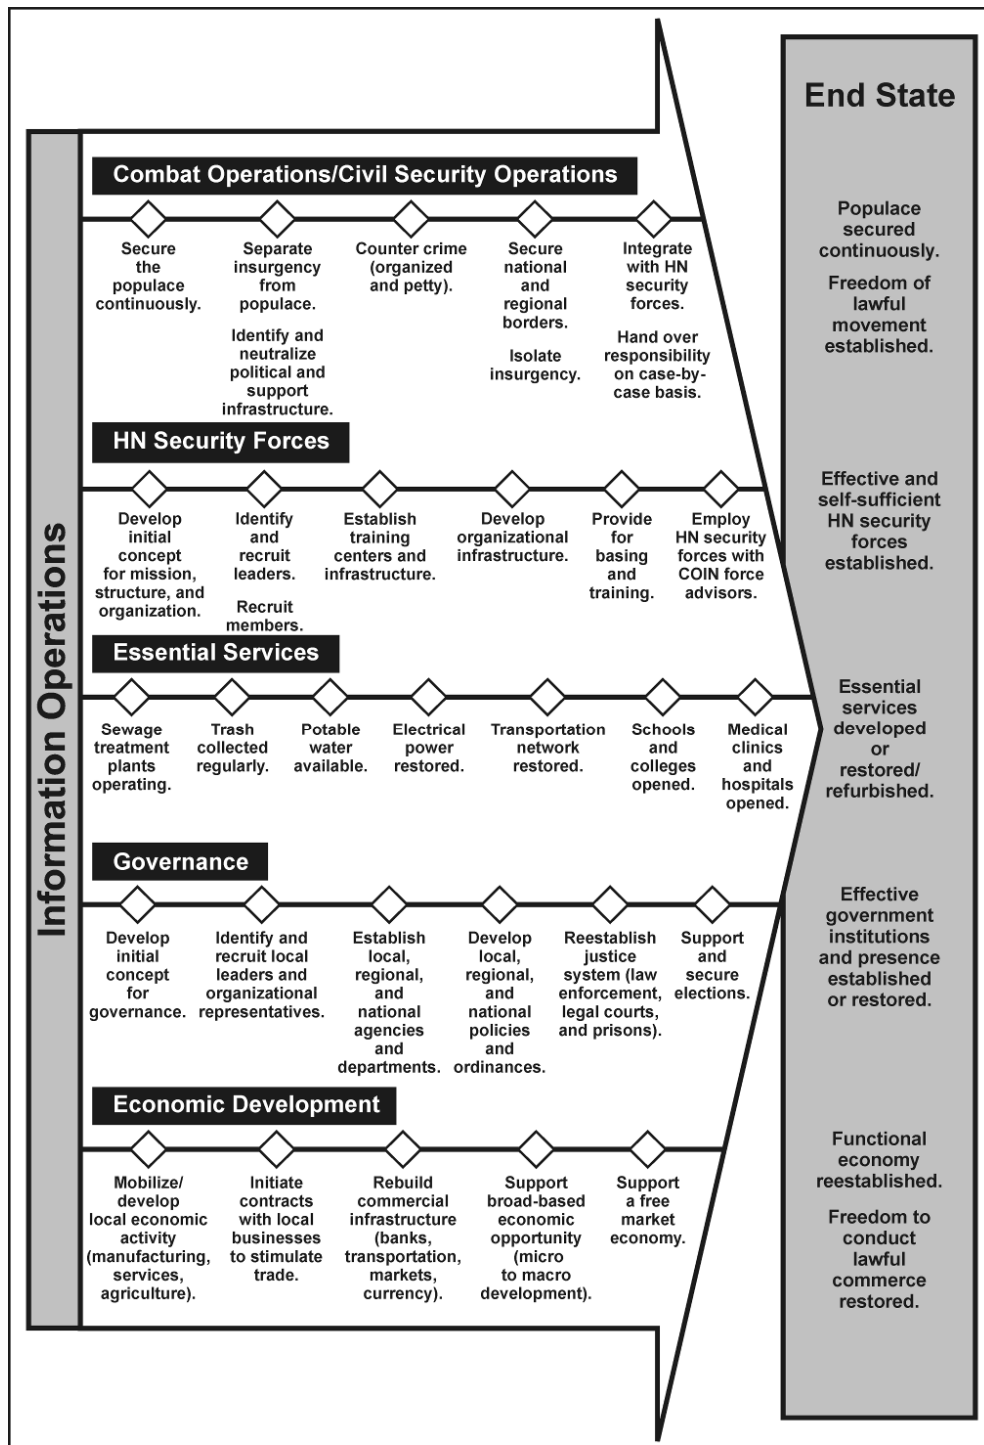 Information Operations
Combat Operations/Civil Security Operations
Secure
the
populace
continuously.
Separate
insurgency
from
populace.
Identify and
neutralize
political and
support
infrastructure.
Counter crime
(organized
and petty).
Secure
national
and
regional
borders.
Isolate
insurgency.
Integrate
with HN
security
forces.
Hand over
responsibility
on case-by-
case basis.
HN Security Forces
Develop
initial
concept
for mission,
structure, and
organization.
Identify
and
recruit
leaders.
Recruit
members.
Establish
training
centers and
infrastructure.
Develop
organizational
infrastructure.
Provide
for
basing
and
training.
Employ
HN security
forces with
COIN force
advisors.
Essential Services
Sewage
treatment
plants
operating.
Trash
collected
regularly.
Potable
water
available.
Electrical
power
restored.
Transportation
network
restored.
Schools
and
colleges
opened.
Medical
clinics
and
hospitals
opened.
Governance
Develop
initial
concept
for
governance.
Identify and
recruit local
leaders and
organizational
representatives.
Establish
local,
regional,
and
national
agencies
and
departments.
Develop
local,
regional,
and
national
policies
and
ordinances.
Reestablish
justice
system (law
enforcement,
legal courts,
and prisons).
Support
and
secure
elections.
Economic Development
Mobilize/
develop
local economic
activity
(manufacturing,
services,
agriculture).
Initiate
contracts
with local
businesses
to stimulate
trade.
Rebuild
commercial
infrastructure
(banks,
transportation,
markets,
currency).
Support
broad-based
economic
opportunity
(micro
to macro
development).
Support
a free
market
economy.
End State
Populace
secured
continuously.
Freedom of
lawful
movement
established.
Effective and
self-sufficient
HN security
forces
established.
Essential
services
developed
or
restored/
refurbished.
Effective
government
institutions
and presence
established
or restored.
Functional
economy
reestablished.
Freedom to
conduct
lawful
commerce
restored.